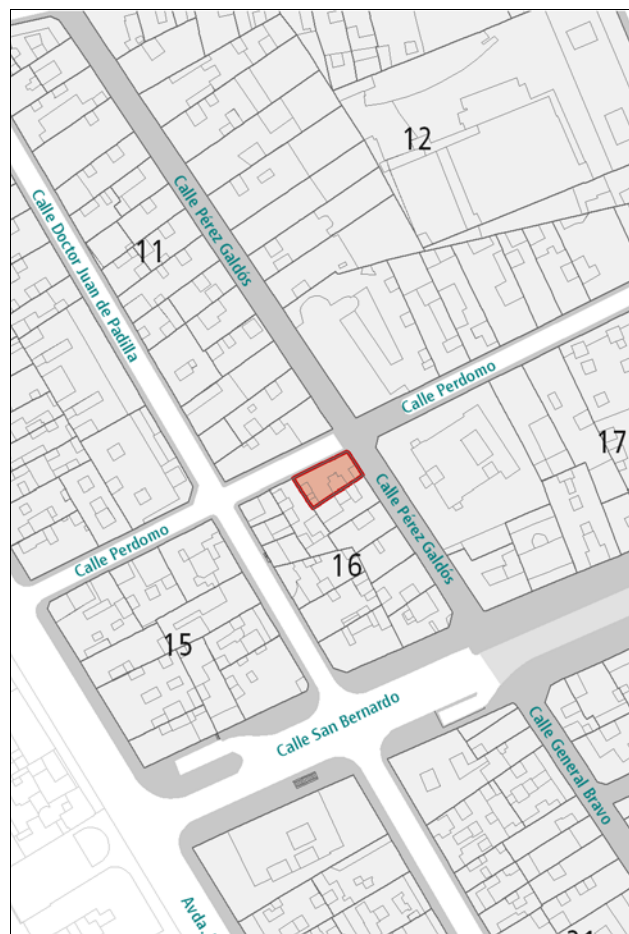 12
Calle Pérez Galdós
Calle Doctor Juan de Padilla
11
Calle Perdomo
17
Calle Pérez Galdós
Calle Perdomo
16
15
Calle San Bernardo
Calle General Bravo
Avda.